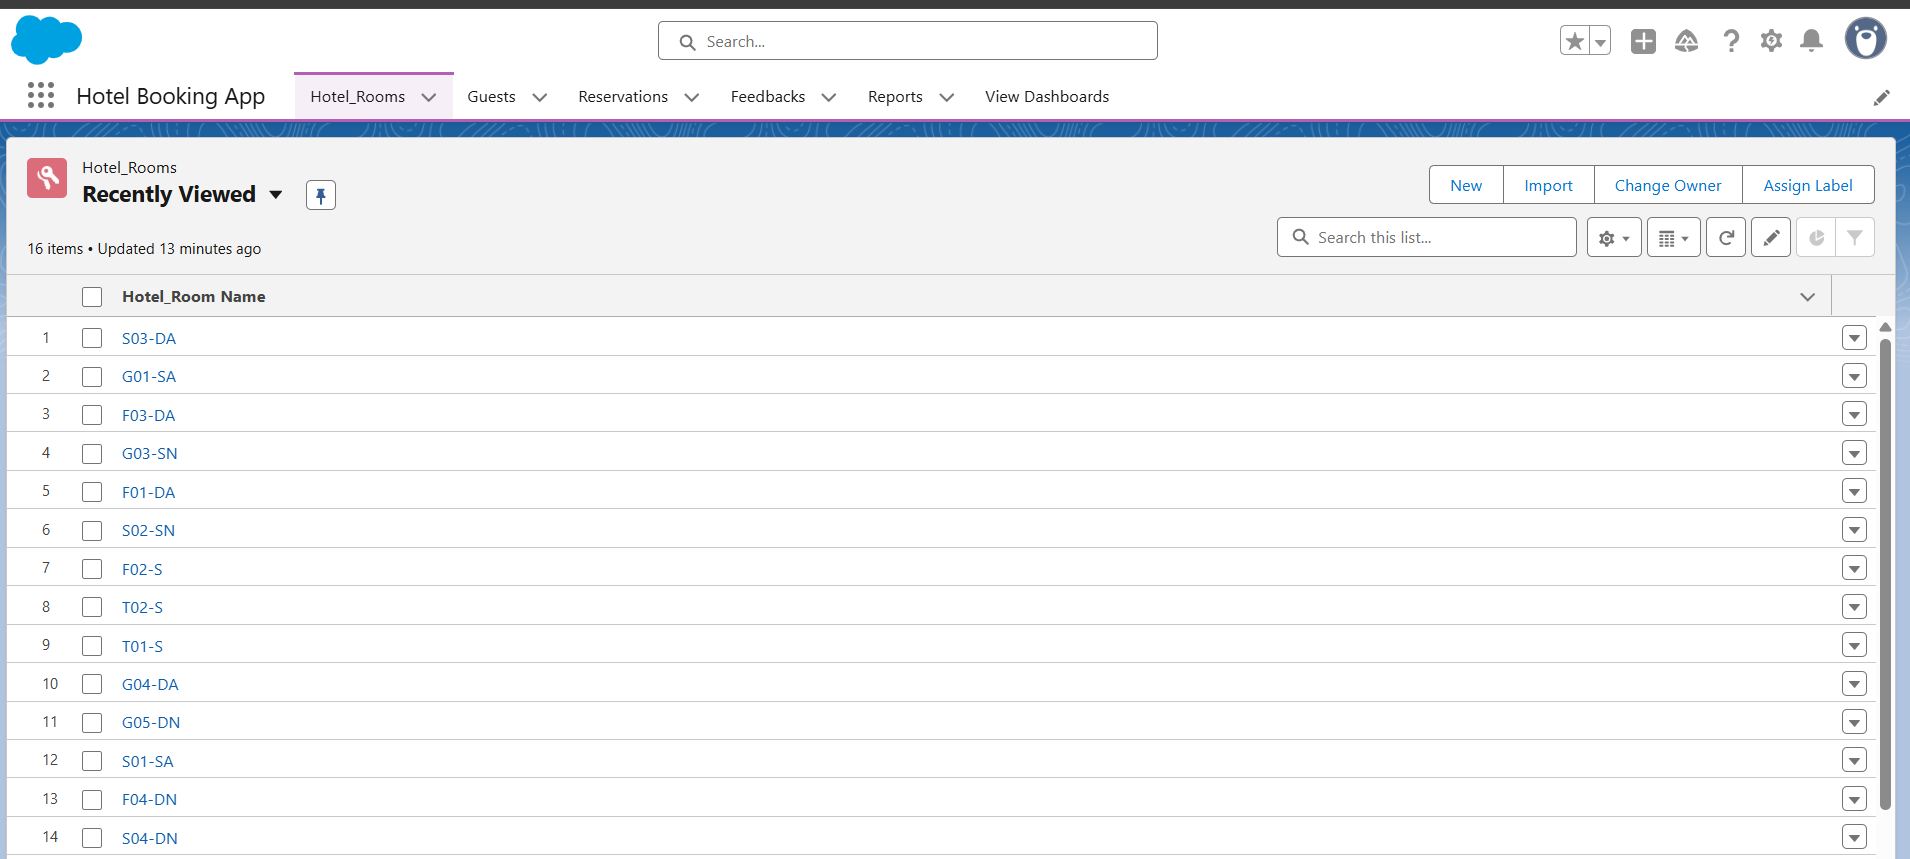 Search...
Hotel Booking App
Hotel_Rooms
Guests
Reservations
Feedbacks
Reports
View Dashboards
Hotel_Rooms
Recently Viewed
New
Import
Change Owner
Assign Label
16 items • Updated 13 minutes ago
Search this list...
Hotel_Room Name
1 S03-DA
2 G01-SA
3 F03-DA
4 G03-SN
5 F01-DA
6 S02-SN
7 F02-S
8 T02-S
9 T01-S
10 G04-DA
11 G05-DN
12 S01-SA
13 F04-DN
14 S04-DN